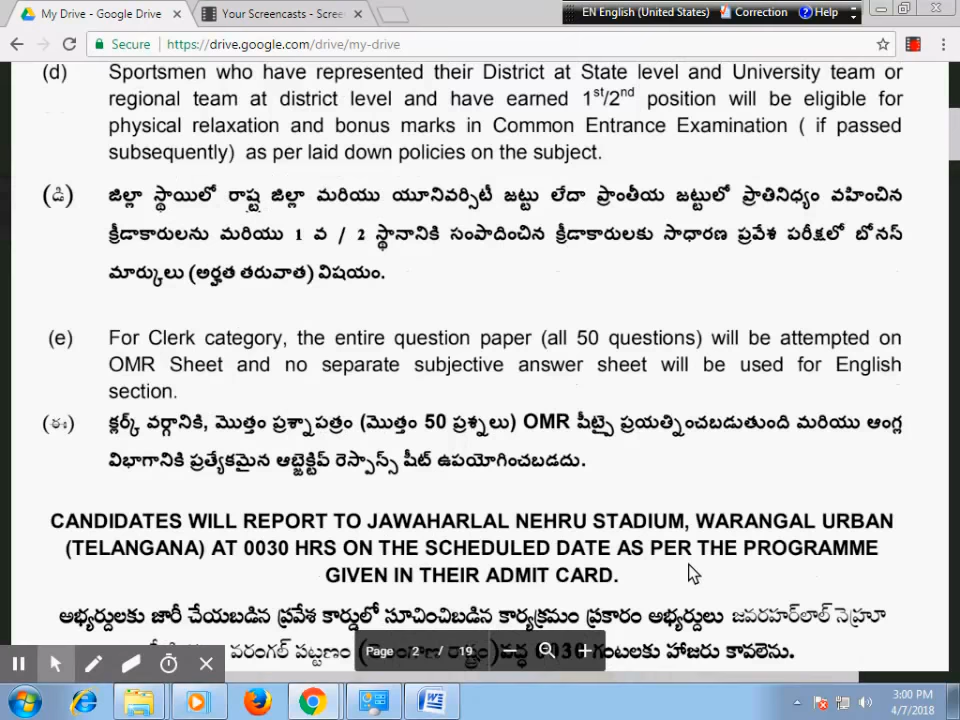 My Drive - Google Drive
Your Screencasts - Scree
EN English (United States) Correction Help
Secure https://drive.google.com/drive/my-drive
(d) Sportsmen who have represented their District at State level and University team or
regional team at district level and have earned 1st/2nd position will be eligible for
physical relaxation and bonus marks in Common Entrance Examination ( if passed
subsequently) as per laid down policies on the subject.
(డి) జిల్లా స్థాయిలో రాష్ట జిల్లా మరియు యూనివర్సిటీ జట్టు లేదా ప్రాంతీయ జట్టులో ప్రాతినిధ్యం వహించిన
క్రీడాకారులను మరియు 1 వ / 2 స్థానానికి సంపాదించిన క్రీడాకారులకు సాధారణ ప్రవేశ పరీక్షలో బోనస్
మార్కులు (అర్హత తరువాత) విషయం.
(e) For Clerk category, the entire question paper (all 50 questions) will be attempted on
OMR Sheet and no separate subjective answer sheet will be used for English
section.
(ఈ) క్లర్క్ వర్గానికి, మొత్తం ప్రశ్నాపత్రం (మొత్తం 50 ప్రశ్నలు) OMR షీట్పై ప్రయత్నించబడుతుంది మరియు ఆంగ్ల
విభాగానికి ప్రత్యేకమైన ఆబ్జెక్టివ్ రెస్పాన్స్ షీట్ ఉపయోగించబడదు.
CANDIDATES WILL REPORT TO JAWAHARLAL NEHRU STADIUM, WARANGAL URBAN
(TELANGANA) AT 0030 HRS ON THE SCHEDULED DATE AS PER THE PROGRAMME
GIVEN IN THEIR ADMIT CARD.
అభ్యర్దులకు జారీ చేయబడిన ప్రవేశ కార్డులో సూచించిబడిన కార్యక్రమం ప్రకారం అభ్యర్దులు జవరహర్‌లాల్ నెహ్రూ
వరంగల్ పట్టణం వద్ధ 0030 గంటలకు హాజరు కావలెను.
Page 2 / 19
3:00 PM
4/7/2018